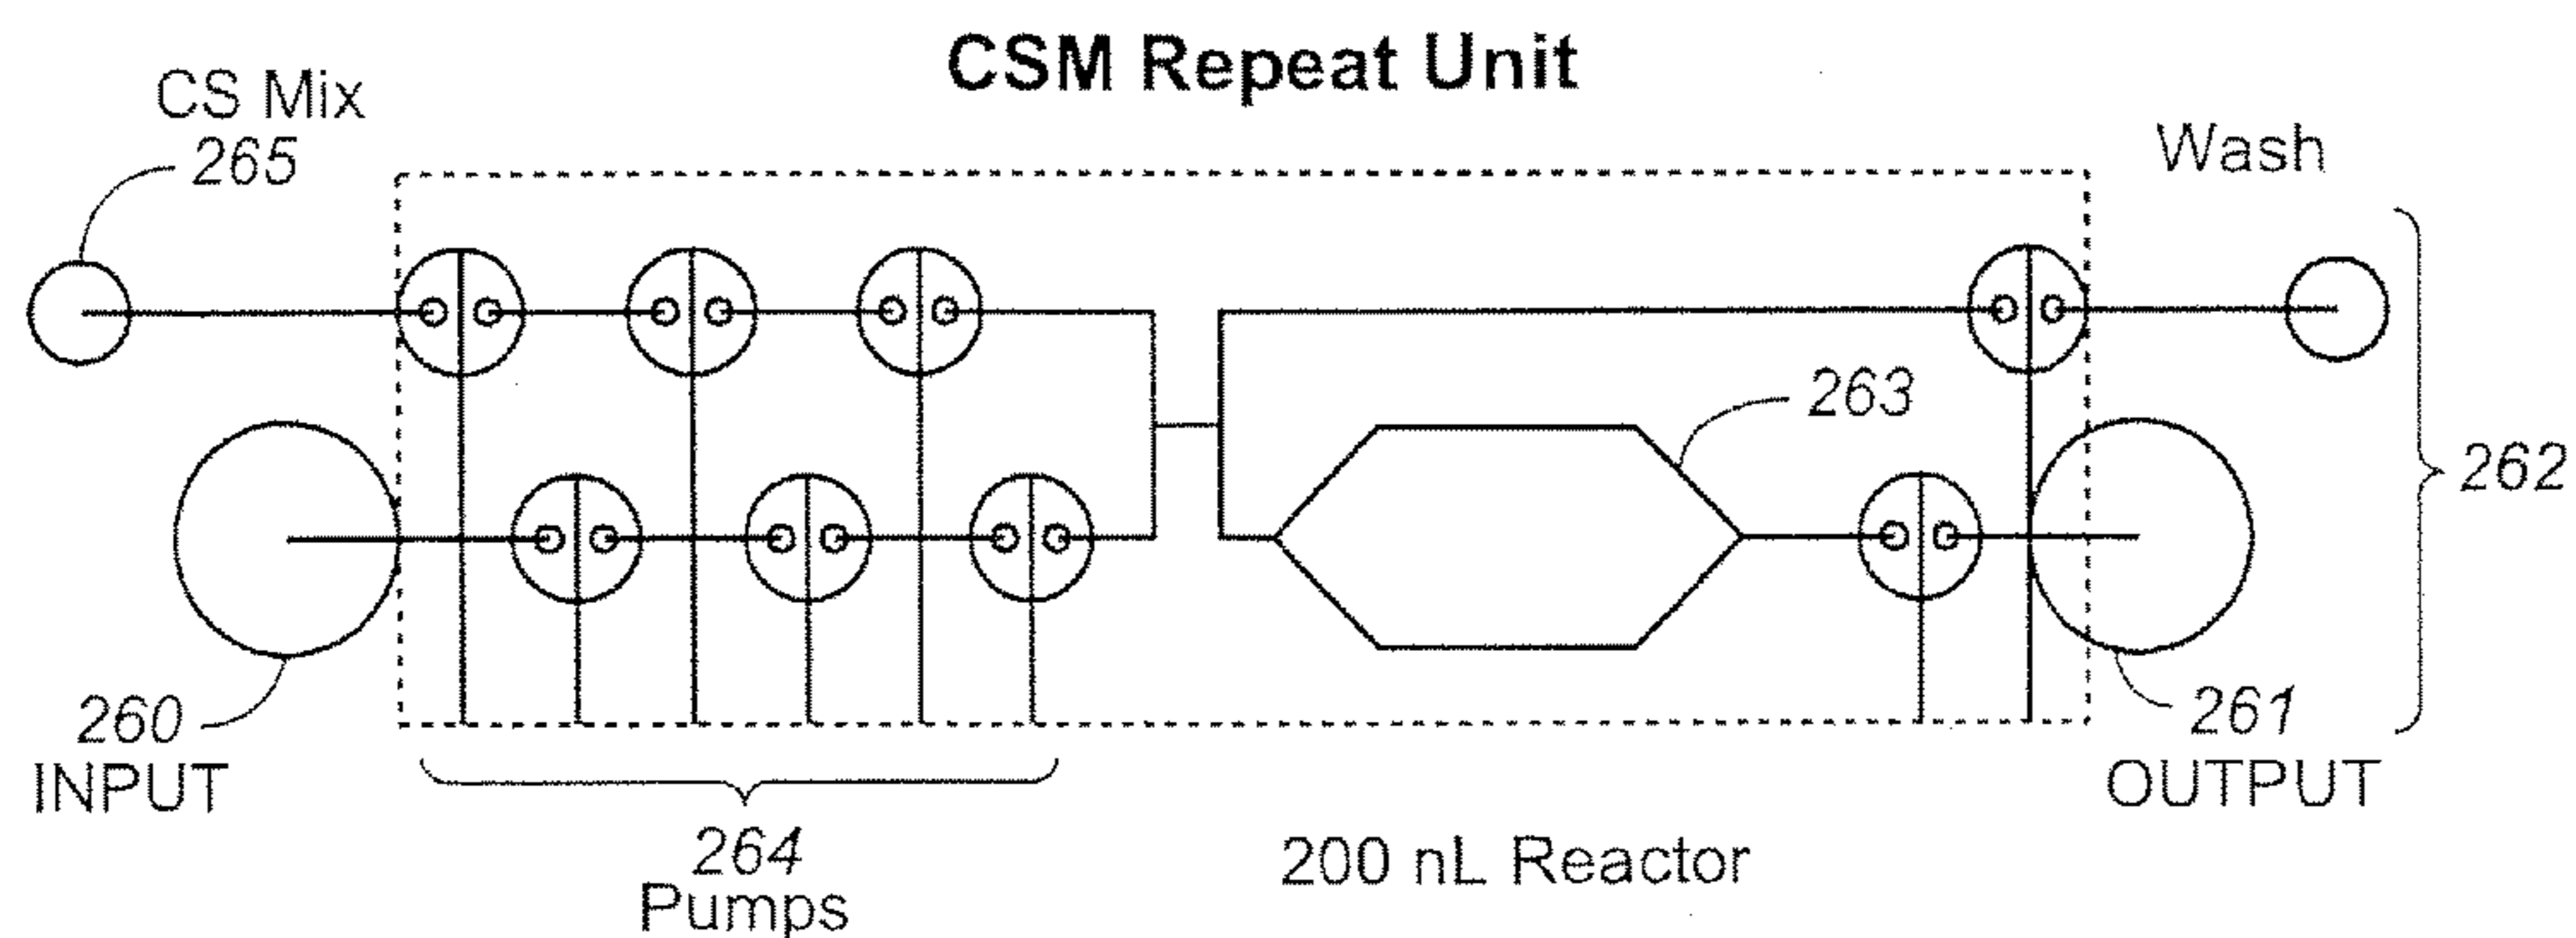 CSM Repeat Unit
CS Mix
265
Wash
263
262
260
INPUT
261
OUTPUT
264
Pumps
200 nL Reactor